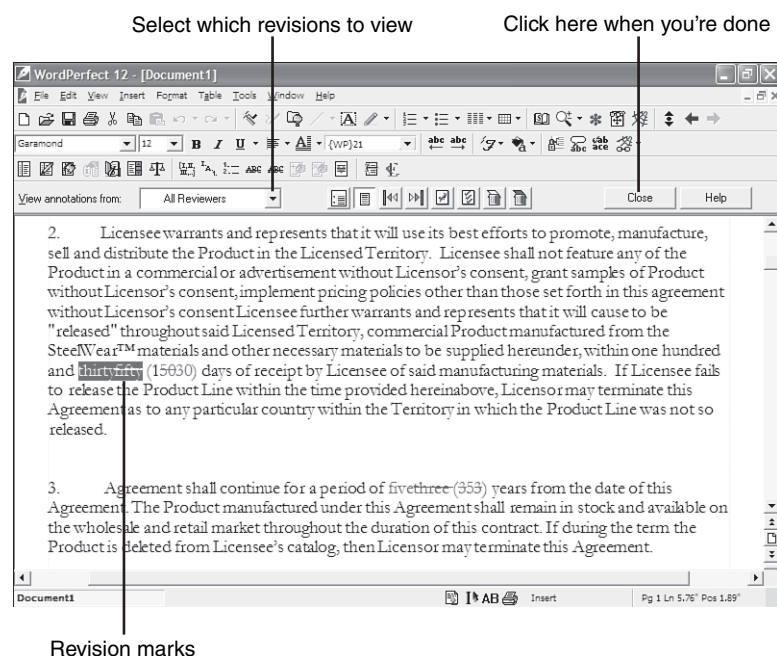 Select which revisions to view
Click here when you're done
WordPerfect 12 - [Document1]
File Edit View Insert Format Table Tools Window Help
Garamond 12 B I U {WP}21 abc abc
View annotations from: All Reviewers Close Help
2. Licensee warrants and represents that it will use its best efforts to promote, manufacture,
sell and distribute the Product in the Licensed Territory. Licensee shall not feature any of the
Product in a commercial or advertisement without Licensor's consent, grant samples of Product
without Licensor's consent, implement pricing policies other than those set forth in this agreement
without Licensor's consent Licensee further warrants and represents that it will cause to be
"released" throughout said Licensed Territory, commercial Product manufactured from the
SteelWear™ materials and other necessary materials to be supplied hereunder, within one hundred
and thirtyfifty (15030) days of receipt by Licensee of said manufacturing materials. If Licensee fails
to release the Product Line within the time provided hereinabove, Licensor may terminate this
Agreement as to any particular country within the Territory in which the Product Line was not so
released.
3. Agreement shall continue for a period of fivethree (353) years from the date of this
Agreement. The Product manufactured under this Agreement shall remain in stock and available on
the wholesale and retail market throughout the duration of this contract. If during the term the
Product is deleted from Licensee's catalog, then Licensor may terminate this Agreement.
Document1 AB Insert Pg 1 Ln 5.76" Pos 1.89"
Revision marks